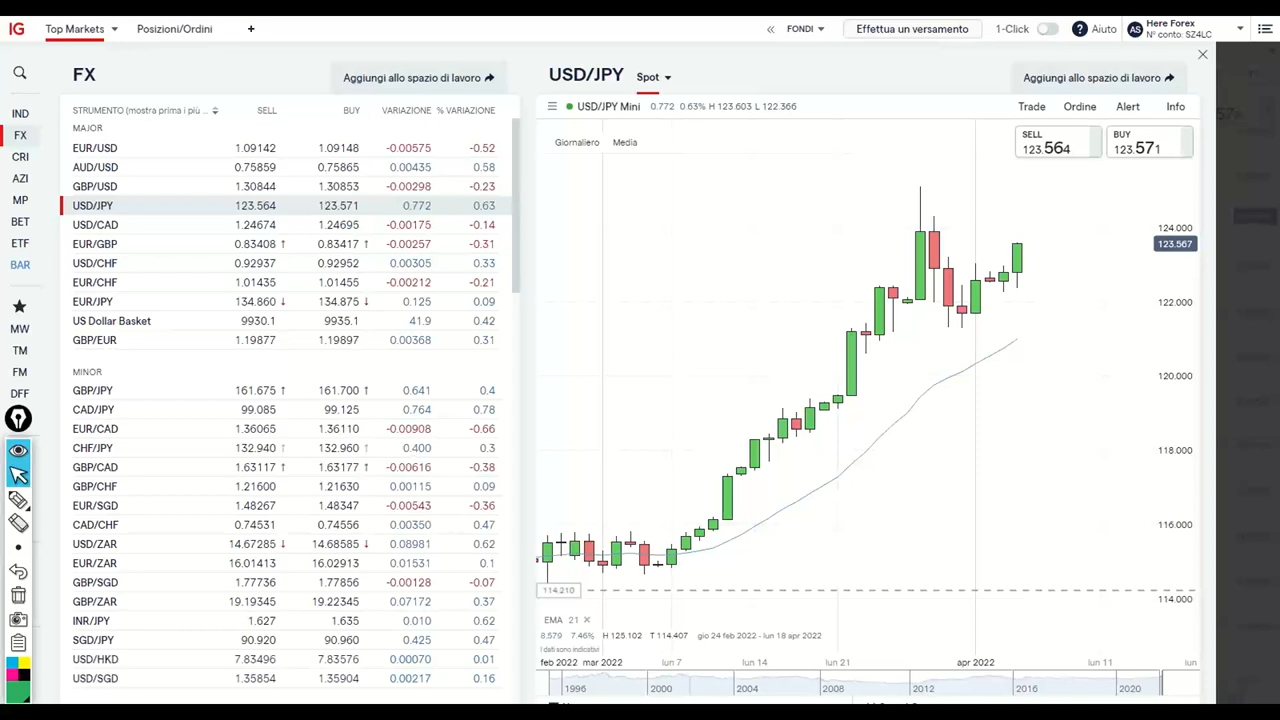 IG
Top Markets
Posizioni/Ordini
+
FONDI
Effettua un versamento
1-Click
Aiuto
AS
Here Forex
N° conto: SZ4LC
IND
FX
CRI
AZI
MP
BET
ETF
BAR
MW
TM
FM
DFF
FX
Aggiungi allo spazio di lavoro
STRUMENTO (mostra prima i più ... SELL BUY VARIAZIONE % VARIAZIONE
MAJOR
EUR/USD 1.09142 1.09148 -0.00575 -0.52
AUD/USD 0.75859 0.75865 0.00435 0.58
GBP/USD 1.30844 1.30853 -0.00298 -0.23
USD/JPY 123.564 123.571 0.772 0.63
USD/CAD 1.24674 1.24695 -0.00175 -0.14
EUR/GBP 0.83408 ↑ 0.83417 ↑ -0.00257 -0.31
USD/CHF 0.92937 0.92952 0.00305 0.33
EUR/CHF 1.01435 1.01455 -0.00212 -0.21
EUR/JPY 134.860 ↓ 134.875 ↓ 0.125 0.09
US Dollar Basket 9930.1 9935.1 41.9 0.42
GBP/EUR 1.19877 1.19897 0.00368 0.31
MINOR
GBP/JPY 161.675 ↑ 161.700 ↑ 0.641 0.4
CAD/JPY 99.085 99.125 0.764 0.78
EUR/CAD 1.36065 1.36110 -0.00908 -0.66
CHF/JPY 132.940 ↑ 132.960 ↑ 0.400 0.3
GBP/CAD 1.63117 ↑ 1.63177 ↑ -0.00616 -0.38
GBP/CHF 1.21600 1.21630 0.00115 0.09
EUR/SGD 1.48267 1.48347 -0.00543 -0.36
CAD/CHF 0.74531 0.74556 0.00350 0.47
USD/ZAR 14.67285 ↓ 14.68585 ↓ 0.08981 0.62
EUR/ZAR 16.01413 16.02913 0.01531 0.1
GBP/SGD 1.77736 1.77856 -0.00128 -0.07
GBP/ZAR 19.19345 19.22345 0.07172 0.37
INR/JPY 1.627 1.635 0.010 0.62
SGD/JPY 90.920 90.960 0.425 0.47
USD/HKD 7.83496 7.83576 0.00070 0.01
USD/SGD 1.35854 1.35904 0.00217 0.16
USD/JPY
Spot
Aggiungi allo spazio di lavoro
USD/JPY Mini 0.772 0.63% H 123.603 L 122.366
Trade Ordine Alert Info
Giornaliero Media
SELL
123.564
BUY
123.571
124.000
123.567
122.000
120.000
118.000
116.000
114.210
114.000
EMA 21
8.579 7.46% H 125.102 T 114.407 gio 24 feb 2022 - lun 18 apr 2022
I dati sono indicativi
feb 2022 mar 2022 lun 7 lun 14 lun 21 apr 2022 lun 11 lun
1996 2000 2004 2008 2012 2016 2020